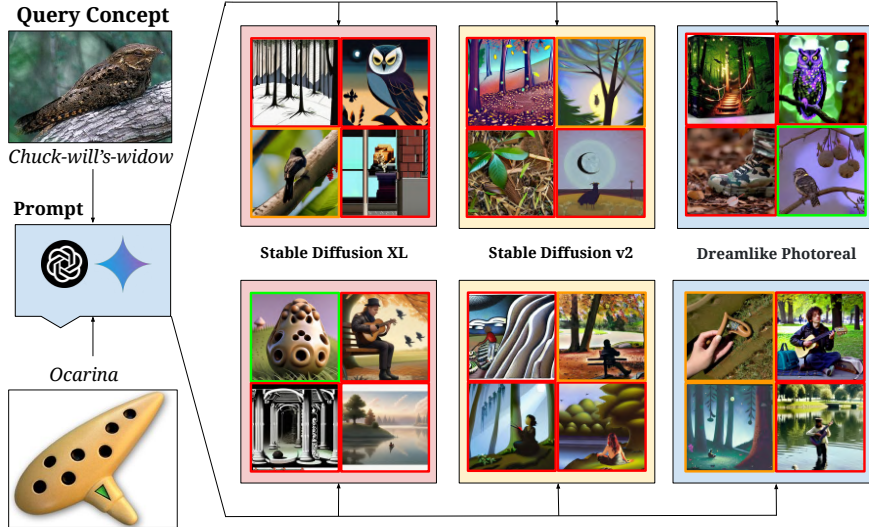 Query Concept
Chuck-will's-widow
Prompt
Stable Diffusion XL
Stable Diffusion v2
Dreamlike Photoreal
Ocarina